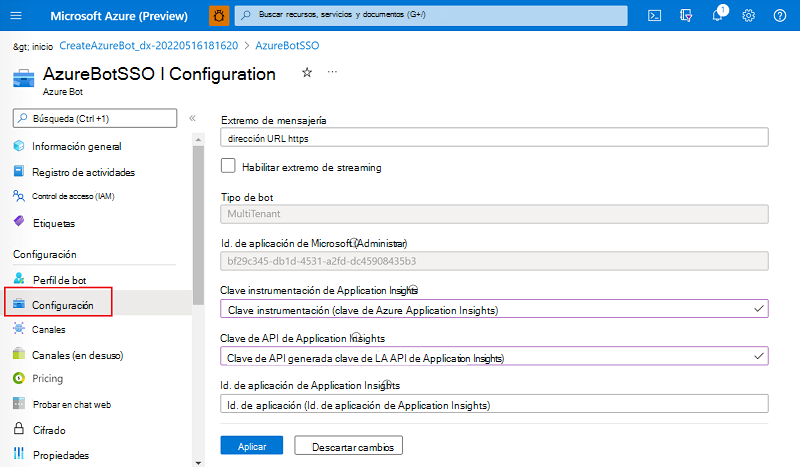 Microsoft Azure (Preview)
Buscar recursos, servicios y documentos (G+/)
1
&gt; inicio CreateAzureBot_dx-20220516181620 > AzureBotSSO
AzureBotSSO | Configuration
Azure Bot
Búsqueda (Ctrl +1)
Información general
Registro de actividades
Control de acceso (IAM)
Etiquetas
Configuración
Perfil de bot
Configuración
Canales
Canales (en desuso)
Pricing
Probar en chat web
Cifrado
Propiedades
Extremo de mensajería
dirección URL https
Habilitar extremo de streaming
Tipo de bot
MultiTenant
Id. de aplicación de Microsoft (Administrar)
bf29c345-db1d-4531-a2fd-dc45908435b3
Clave instrumentación de Application Insights
Clave instrumentación (clave de Azure Application Insights)
Clave de API de Application Insights
Clave de API generada clave de LA API de Application Insights)
Id. de aplicación de Application Insights
Id. de aplicación (Id. de aplicación de Application Insights)
Aplicar
Descartar cambios